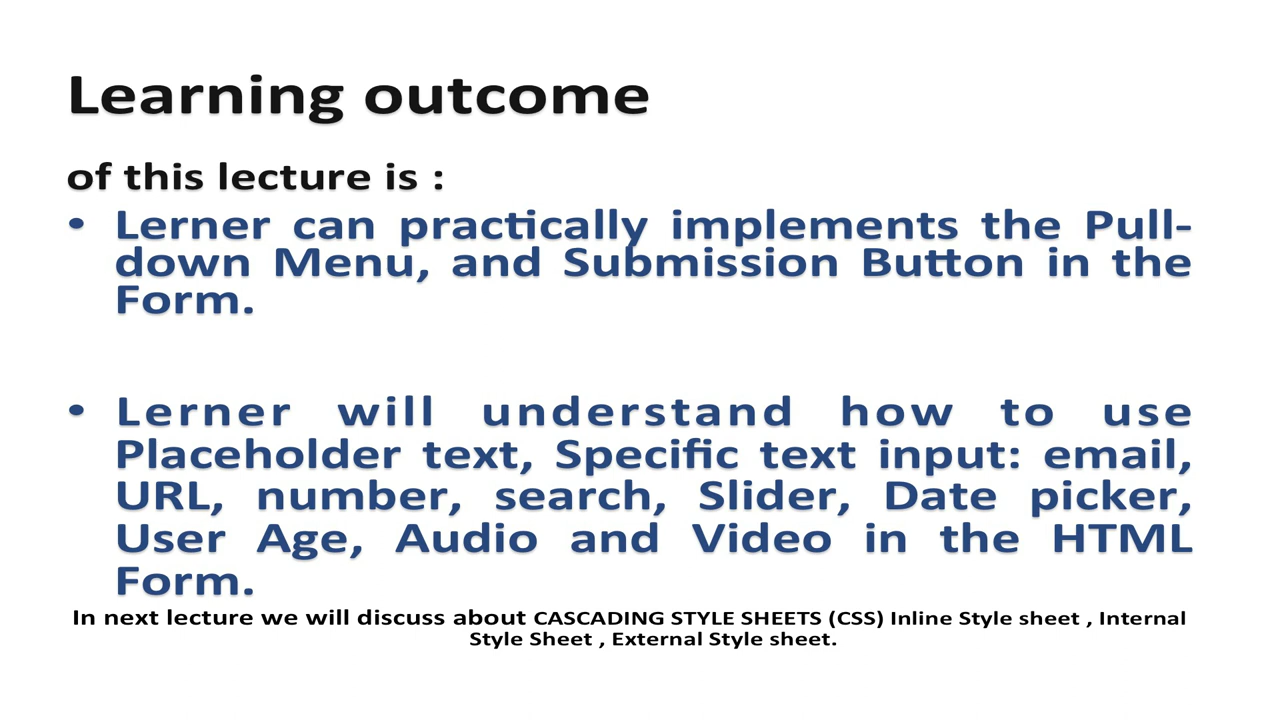 Learning outcome
of this lecture is :
• Lerner can practically implements the Pull-
down Menu, and Submission Button in the
Form.
• Lerner will understand how to use
Placeholder text, Specific text input: email,
URL, number, search, Slider, Date picker,
User Age, Audio and Video in the HTML
Form.
In next lecture we will discuss about CASCADING STYLE SHEETS (CSS) Inline Style sheet , Internal
Style Sheet , External Style sheet.